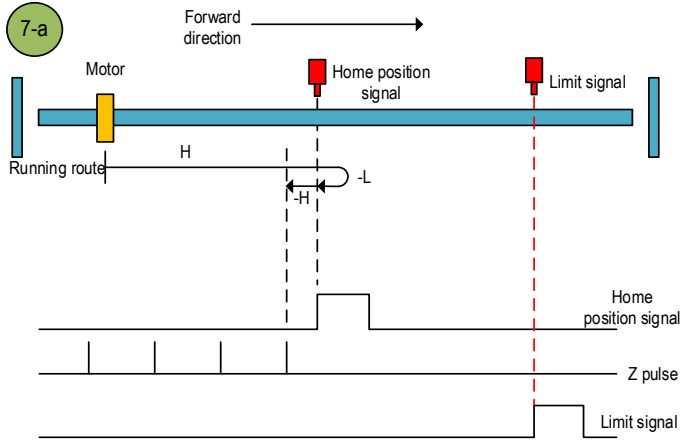 7-a
Forward
direction
Motor
Home position
signal
Limit signal
H
Running route
-L
-H
Home
position signal
Z pulse
Limit signal